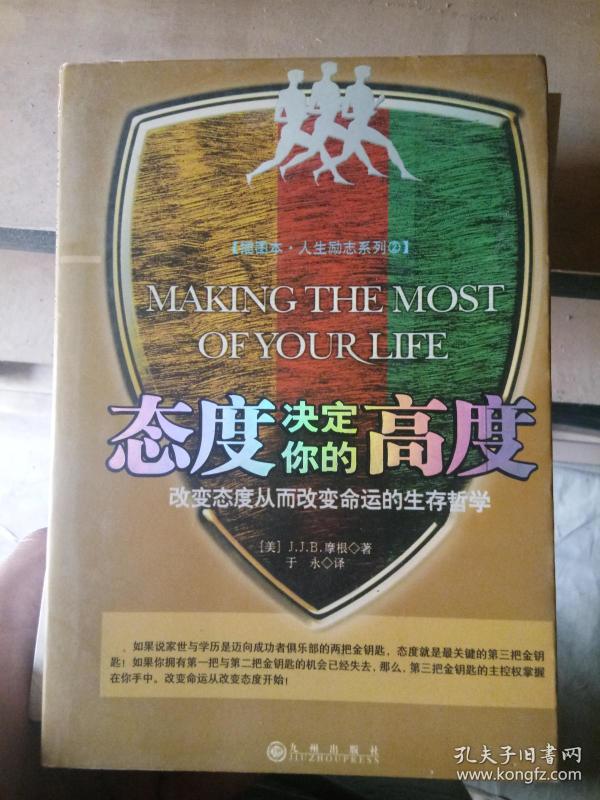 【插图本·人生励志系列②】
MAKING THE MOST
OF YOUR LIFE
态度决定你的高度
改变态度从而改变命运的生存哲学
[美] J.J.B.摩根◇著
于 永◇译
如果说家世与学历是迈向成功者俱乐部的两把金钥匙，态度就是最关键的第三把金钥
匙！如果你拥有第一把与第二把金钥匙的机会已经失去，那么，第三把金钥匙的主控权掌握
在你手中。改变命运从改变态度开始！
九州出版社
JIUZHOUPRESS
孔夫子旧书网
www.kongfz.com